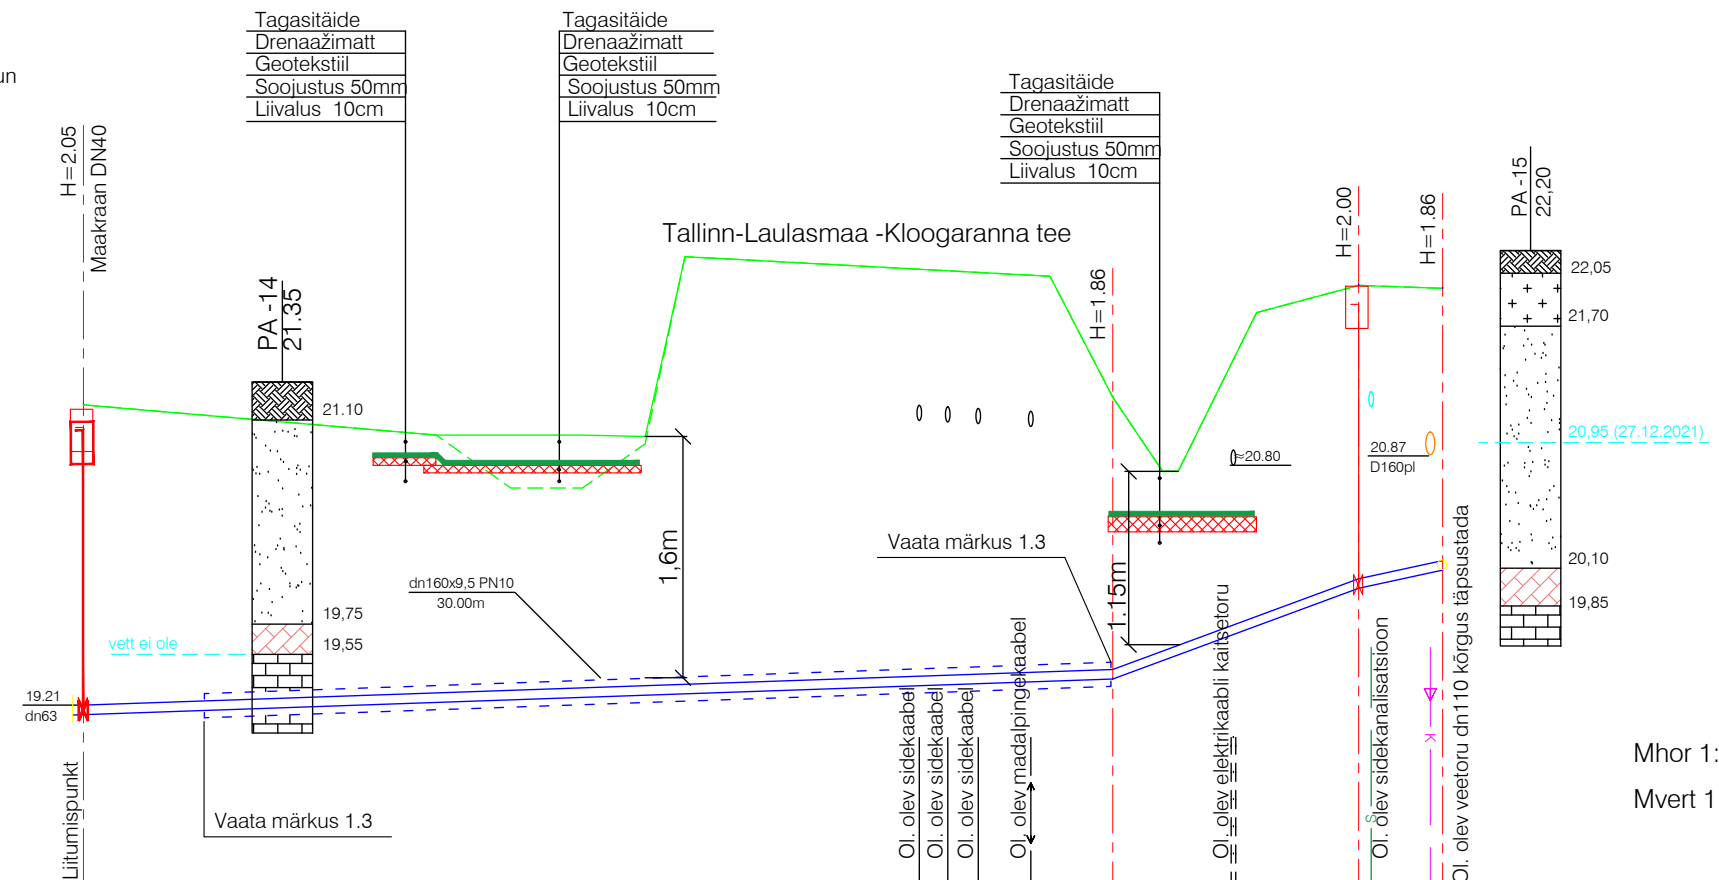 Tagasitäide
Drenaažimatt
Geotekstiil
Soojustus 50mm
Liivalus 10cm
Tagasitäide
Drenaažimatt
Geotekstiil
Soojustus 50mm
Liivalus 10cm
Tagasitäide
Drenaažimatt
Geotekstiil
Soojustus 50mm
Liivalus 10cm
H=2.05
Maakraan DN40
PA -14
21.35
Tallinn-Laulasmaa -Kloogaranna tee
H=1.86
H=2.00
H=1.86
PA -15
22,20
22,05
21,70
20,95 (27.12.2021)
20,10
19,85
21.10
19,75
19,55
vett ei ole
19.21
dn63
dn160x9,5 PN10
30.00m
1,6m
Vaata märkus 1.3
1.15m
≈20.80
20.87
D160pl
Vaata märkus 1.3
Liitumispunkt
Ol. olev sidekaabel
Ol. olev sidekaabel
Ol. olev sidekaabel
Ol. olev madalpingekaabel
Ol. olev elektrikaabli kaitsetoru
Ol. olev sidekanalisatsioon
S
K
Ol. olev veetoru dn110 kõrgus täpsustada
Mhor 1:
Mvert 1